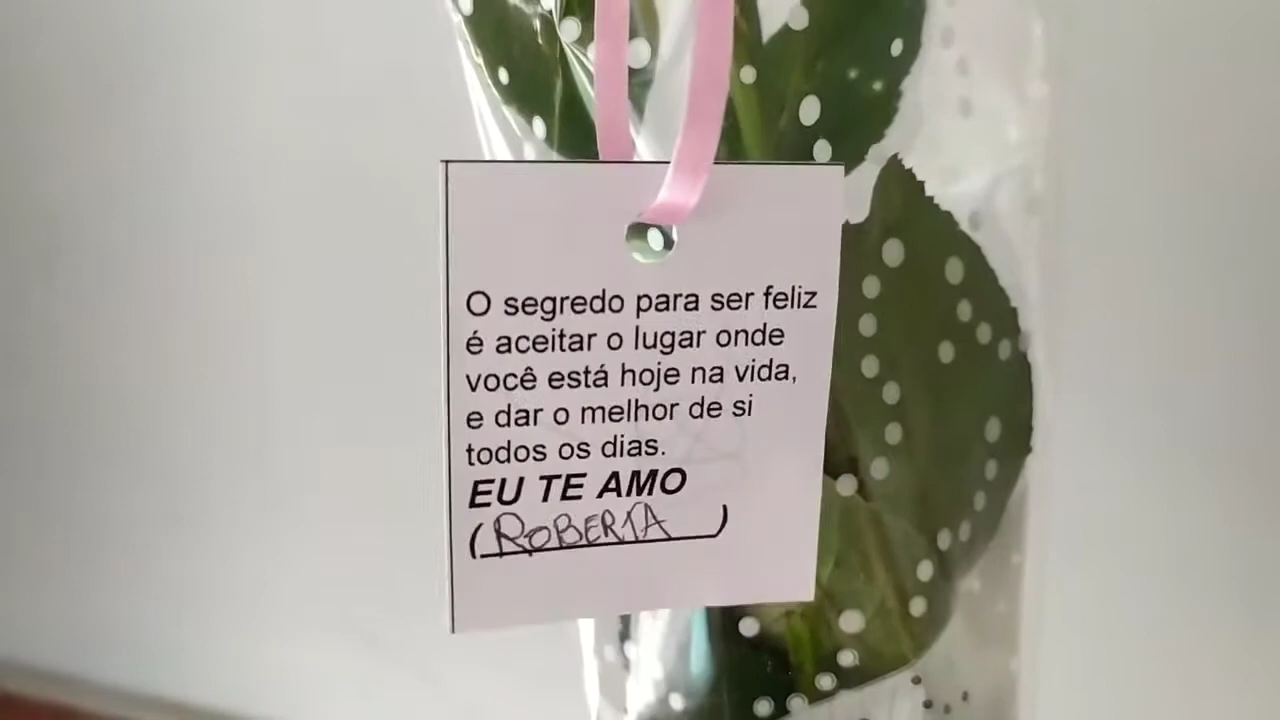 O segredo para ser feliz
é aceitar o lugar onde
você está hoje na vida,
e dar o melhor de si
todos os dias.
EU TE AMO
(ROBERTA)